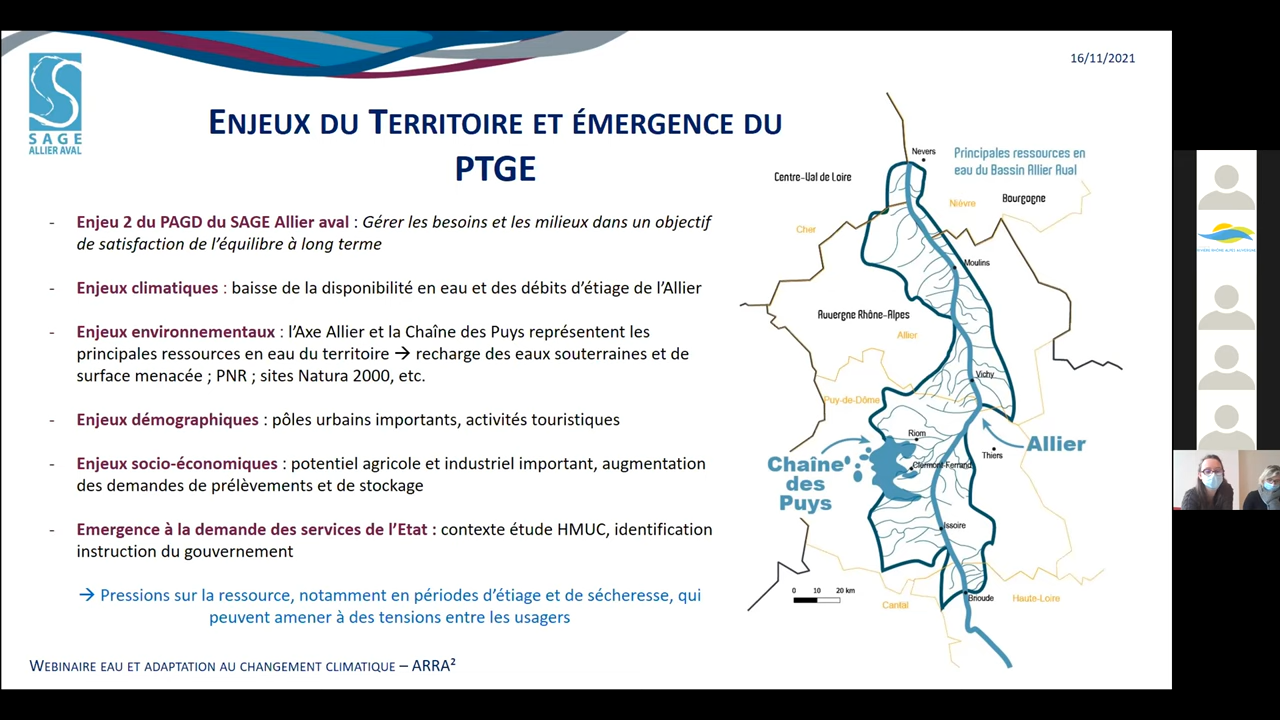 16/11/2021
SAGE
ALLIER AVAL
ENJEUX DU TERRITOIRE ET ÉMERGENCE DU
PTGE
- Enjeu 2 du PAGD du SAGE Allier aval : Gérer les besoins et les milieux dans un objectif
de satisfaction de l’équilibre à long terme
- Enjeux climatiques : baisse de la disponibilité en eau et des débits d’étiage de l’Allier
- Enjeux environnementaux : l’Axe Allier et la Chaîne des Puys représentent les
principales ressources en eau du territoire → recharge des eaux souterraines et de
surface menacée ; PNR ; sites Natura 2000, etc.
- Enjeux démographiques : pôles urbains importants, activités touristiques
- Enjeux socio-économiques : potentiel agricole et industriel important, augmentation
des demandes de prélèvements et de stockage
- Emergence à la demande des services de l’Etat : contexte étude HMUC, identification
instruction du gouvernement
→ Pressions sur la ressource, notamment en périodes d’étiage et de sécheresse, qui
peuvent amener à des tensions entre les usagers
WEBINAIRE EAU ET ADAPTATION AU CHANGEMENT CLIMATIQUE – ARRA²
Principales ressources en
eau du Bassin Allier Aval
Nevers
Centre-Val de Loire
Bourgogne
Nièvre
Cher
Moulins
Auvergne Rhône-Alpes
Allier
Vichy
Puy-de-Dôme
Riom
Allier
Thiers
Clermont-Ferrand
Chaîne
des
Puys
Issoire
0 10 20 km
Brioude
Haute-Loire
Cantal